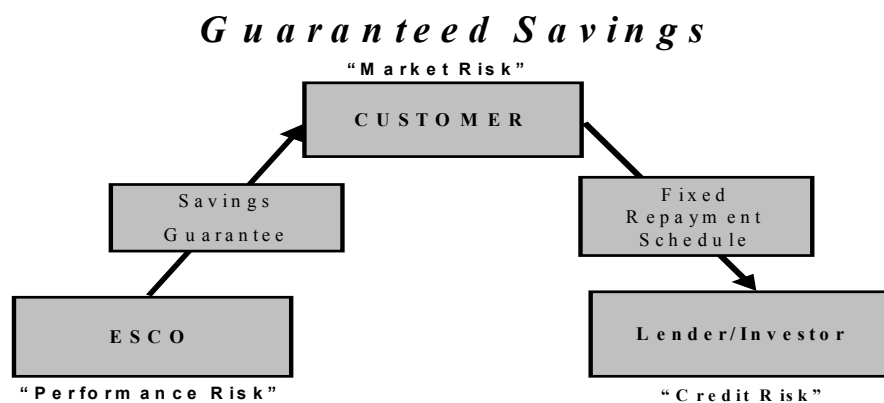 Guaranteed Savings
“Market Risk”
CUSTOMER
Savings
Guarantee
Fixed
Repayment
Schedule
ESCO
Lender/Investor
“Performance Risk”
“Credit Risk”